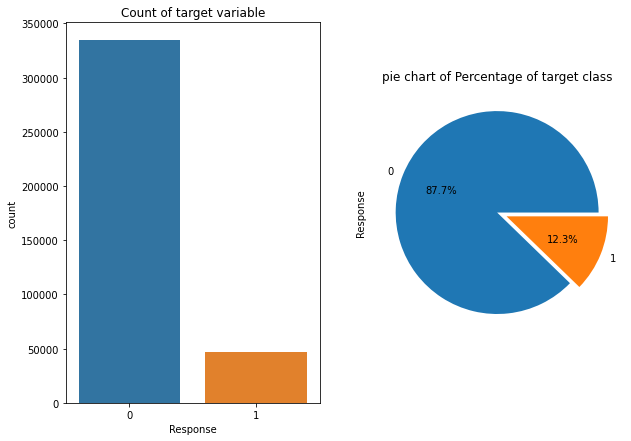 Count of target variable
350000
300000
250000
200000
150000
100000
50000
0
count
0
1
Response
pie chart of Percentage of target class
0
87.7%
12.3%
1
Response